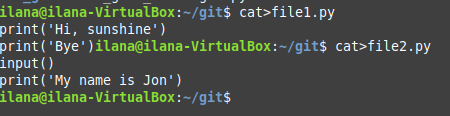 ilana@ilana-VirtualBox:~/git$ cat>file1.py
print('Hi, sunshine')
print('Bye')ilana@ilana-VirtualBox:~/git$ cat>file2.py
input()
print('My name is Jon')
ilana@ilana-VirtualBox:~/git$